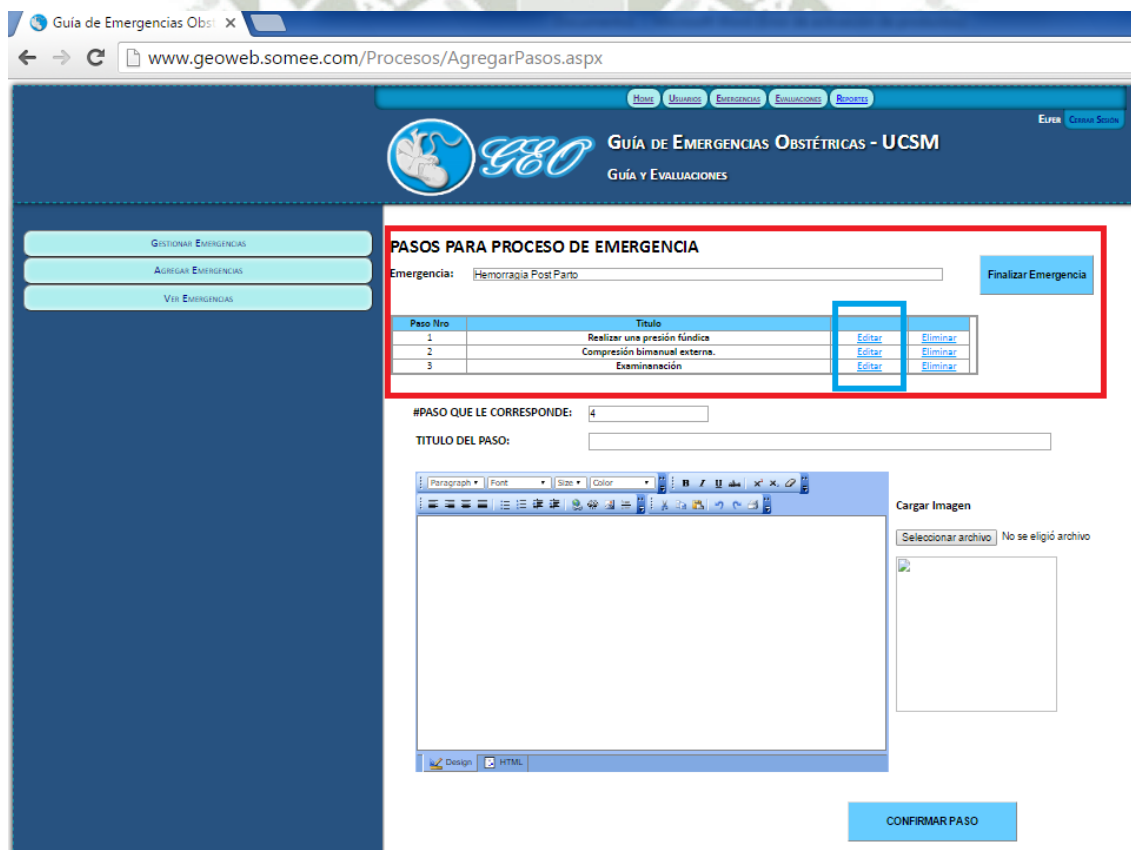 Guía de Emergencias Obst
www.geoweb.somee.com/Procesos/AgregarPasos.aspx
Home Usuarios Emergencias Evaluaciones Reportes
Elfer Cerrar Sesión
GEO
Guía de Emergencias Obstétricas - UCSM
Guía y Evaluaciones
Gestionar Emergencias
Agregar Emergencias
Ver Emergencias
PASOS PARA PROCESO DE EMERGENCIA
Emergencia: Hemorragia Post Parto
Finalizar Emergencia
Paso Nro Titulo
1 Realizar una presión fúndica Editar Eliminar
2 Compresión bimanual externa. Editar Eliminar
3 Examinanación Editar Eliminar
#PASO QUE LE CORRESPONDE: 4
TITULO DEL PASO:
Paragraph Font Size Color B I U abc x² x₂
Cargar Imagen
Seleccionar archivo No se eligió archivo
Design HTML
CONFIRMAR PASO